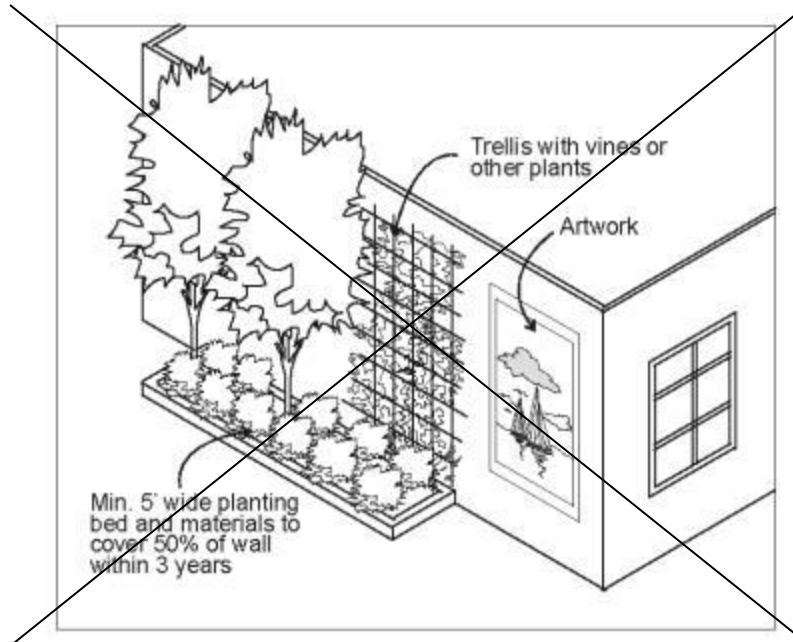 Trellis with vines or
other plants
Artwork
Min. 5' wide planting
bed and materials to
cover 50% of wall
within 3 years